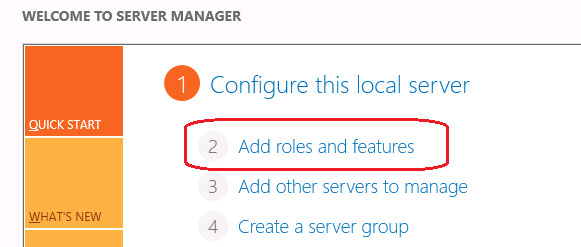 WELCOME TO SERVER MANAGER
1 Configure this local server
QUICK START
2 Add roles and features
3 Add other servers to manage
WHAT'S NEW
4 Create a server group